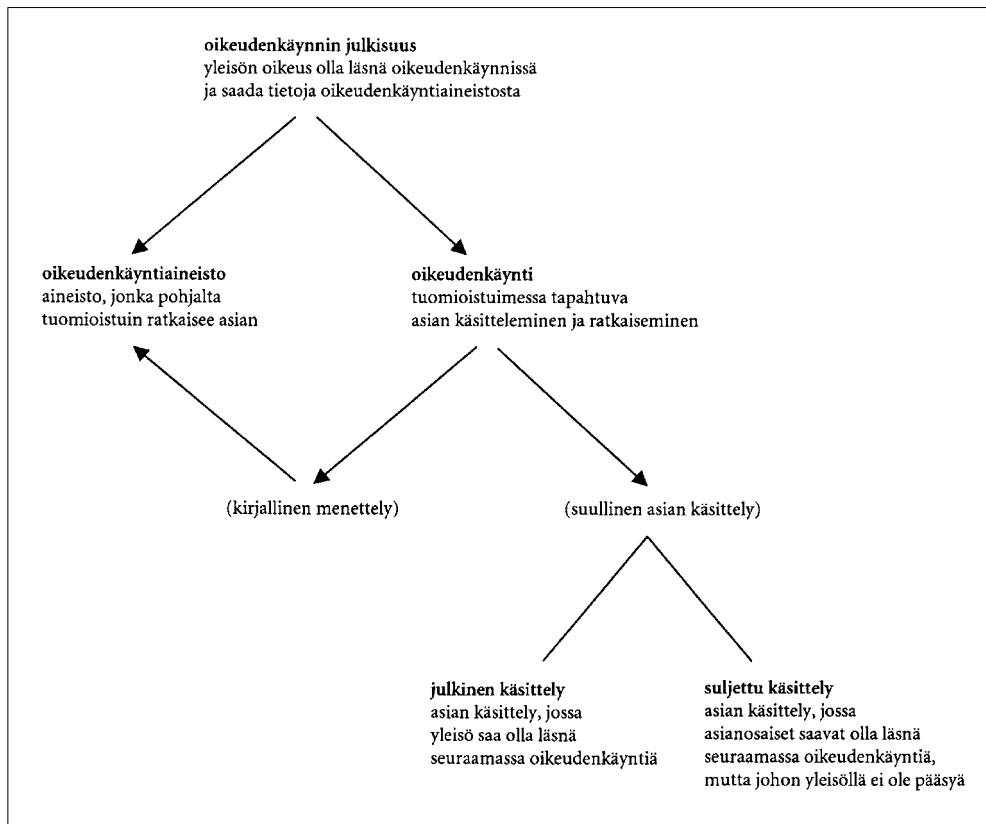 oikeudenkäynnin julkisuus
yleisön oikeus olla läsnä oikeudenkäynnissä
ja saada tietoja oikeudenkäyntiaineistosta
oikeudenkäyntiaineisto
aineisto, jonka pohjalta
tuomioistuin ratkaisee asian
oikeudenkäynti
tuomioistuimessa tapahtuva
asian käsitteleminen ja ratkaiseminen
(kirjallinen menettely)
(suullinen asian käsittely)
julkinen käsittely
asian käsittely, jossa
yleisö saa olla läsnä
seuraamassa oikeudenkäyntiä
suljettu käsittely
asian käsittely, jossa
asianosaiset saavat olla läsnä
seuraamassa oikeudenkäyntiä,
mutta johon yleisöllä ei ole pääsyä